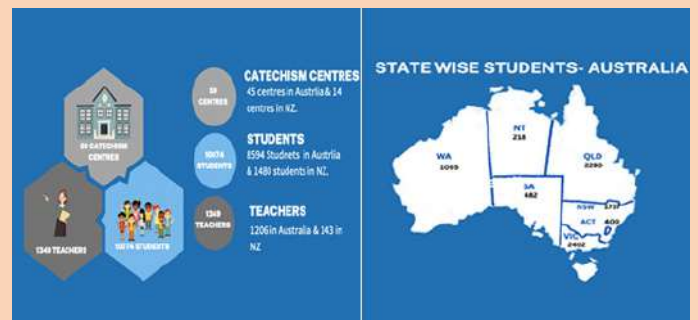 59 CATECHISM
CENTRES
1349 TEACHERS
10074 STUDENTS
59
CENTRES
CATECHISM CENTRES
45 centres in Austrlia & 14
centres in NZ.
10074
STUDENTS
STUDENTS
8594 Studnets in Austrlia
& 1480 students in NZ.
1349
TEACHERS
TEACHERS
1206 in Australia & 143 in
NZ
STATE WISE STUDENTS- AUSTRALIA
NT
218
WA
QLD
2290
SA
482
NSW
ACT 400
VIC
2402